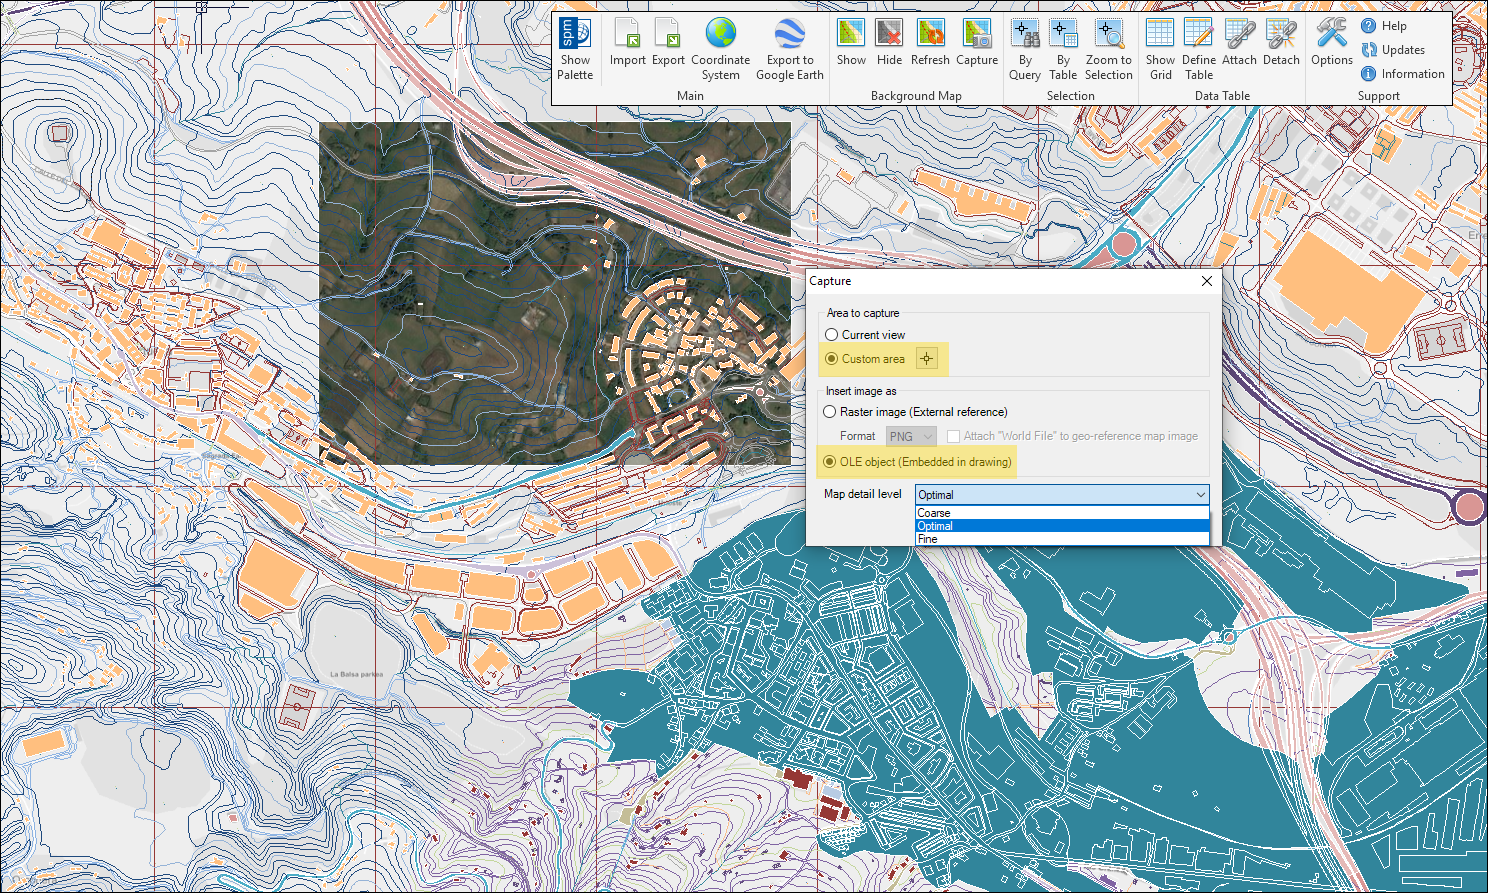 spm
Show
Palette
Import
Export
Coordinate
System
Export to
Google Earth
Main
Show
Hide
Refresh
Capture
Background Map
By
Query
By
Table
Zoom to
Selection
Selection
Show
Grid
Define
Table
Attach
Detach
Data Table
Options
Help
Updates
Information
Support
Capture
Area to capture
Current view
Custom area
Insert image as
Raster image (External reference)
Format
PNG
Attach "World File" to geo-reference map image
OLE object (Embedded in drawing)
Map detail level
Optimal
Coarse
Optimal
Fine
La Balsa parkea